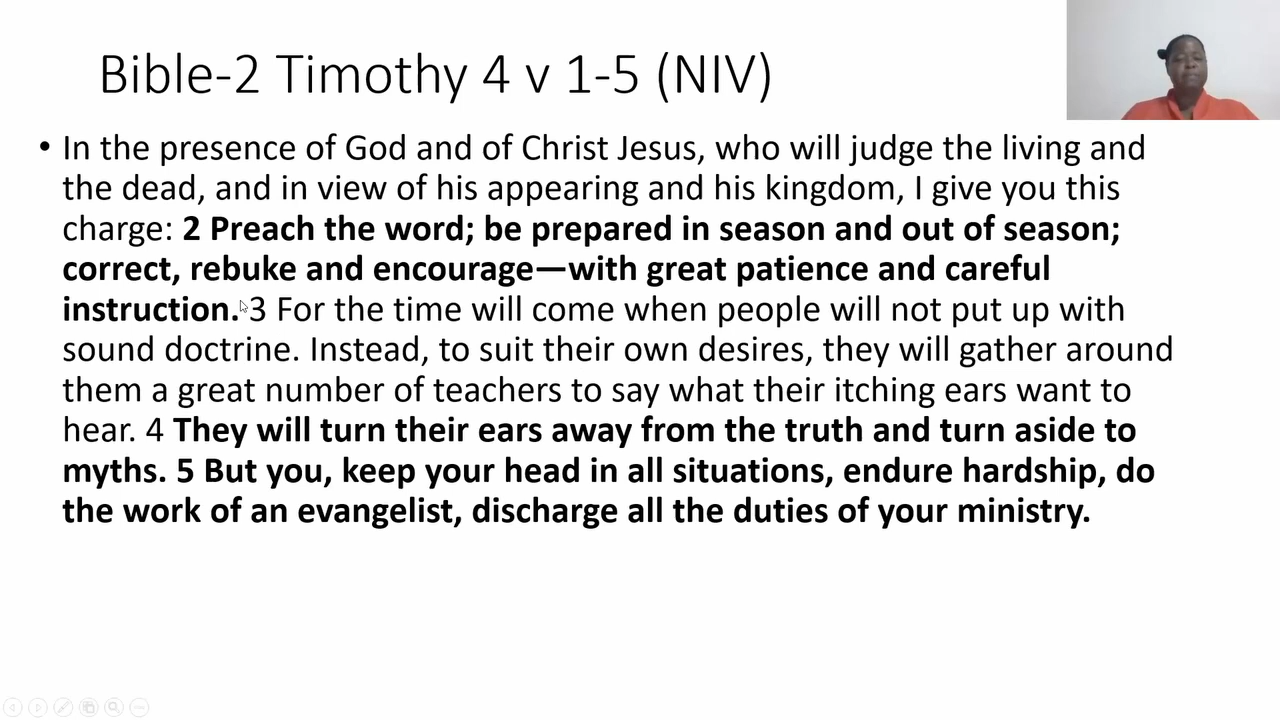 Bible-2 Timothy 4 v 1-5 (NIV)
• In the presence of God and of Christ Jesus, who will judge the living and
the dead, and in view of his appearing and his kingdom, I give you this
charge: 2 Preach the word; be prepared in season and out of season;
correct, rebuke and encourage—with great patience and careful
instruction. 3 For the time will come when people will not put up with
sound doctrine. Instead, to suit their own desires, they will gather around
them a great number of teachers to say what their itching ears want to
hear. 4 They will turn their ears away from the truth and turn aside to
myths. 5 But you, keep your head in all situations, endure hardship, do
the work of an evangelist, discharge all the duties of your ministry.